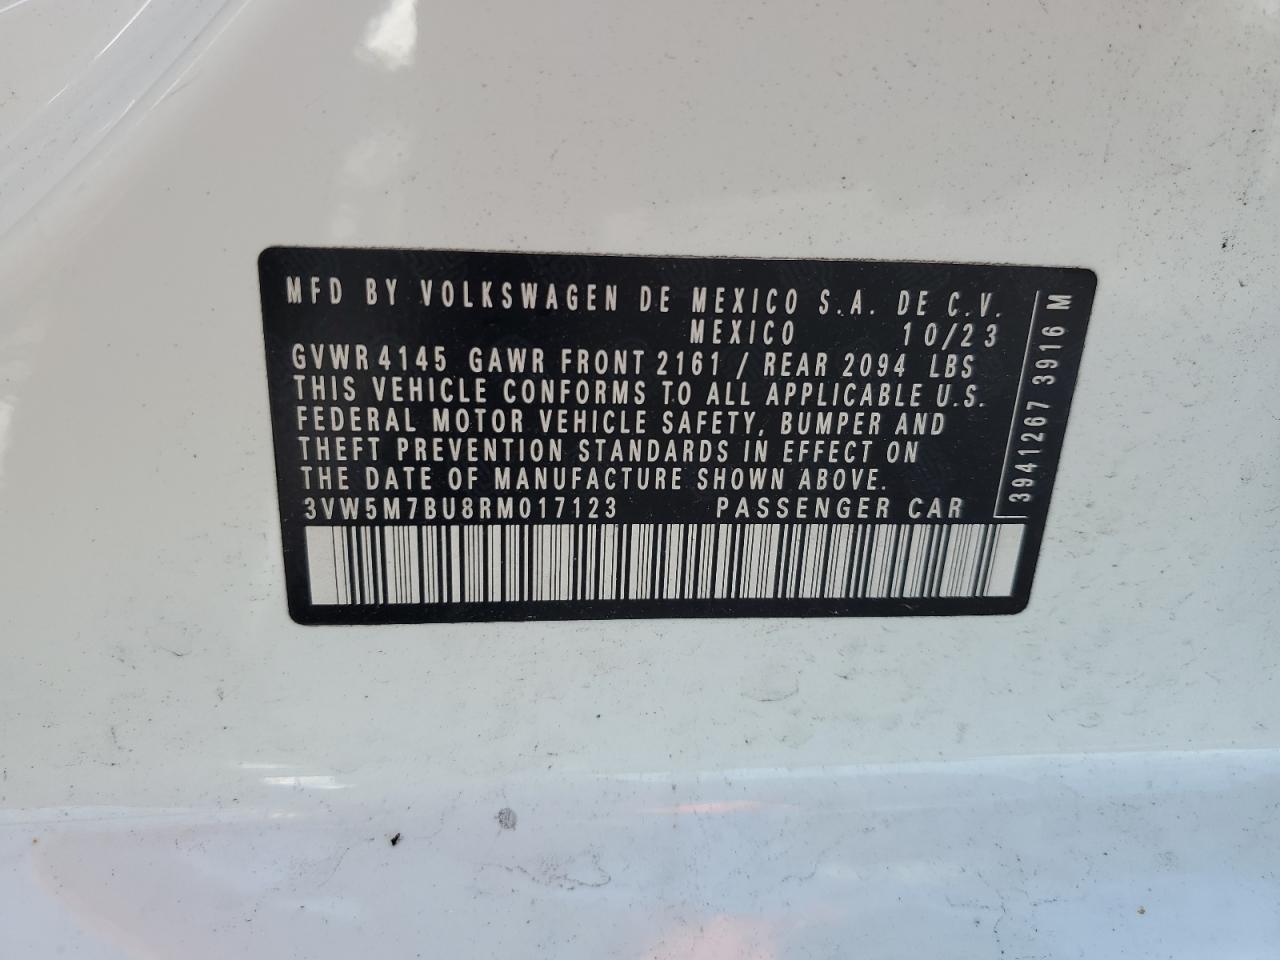 MFD BY VOLKSWAGEN DE MEXICO S.A. DE C.V.
MEXICO 10/23
GVWR 4145 GAWR FRONT 2161 / REAR 2094 LBS
THIS VEHICLE CONFORMS TO ALL APPLICABLE U.S.
FEDERAL MOTOR VEHICLE SAFETY, BUMPER AND
THEFT PREVENTION STANDARDS IN EFFECT ON
THE DATE OF MANUFACTURE SHOWN ABOVE.
3VW5M7BU8RM017123 PASSENGER CAR
3941267 3916 M